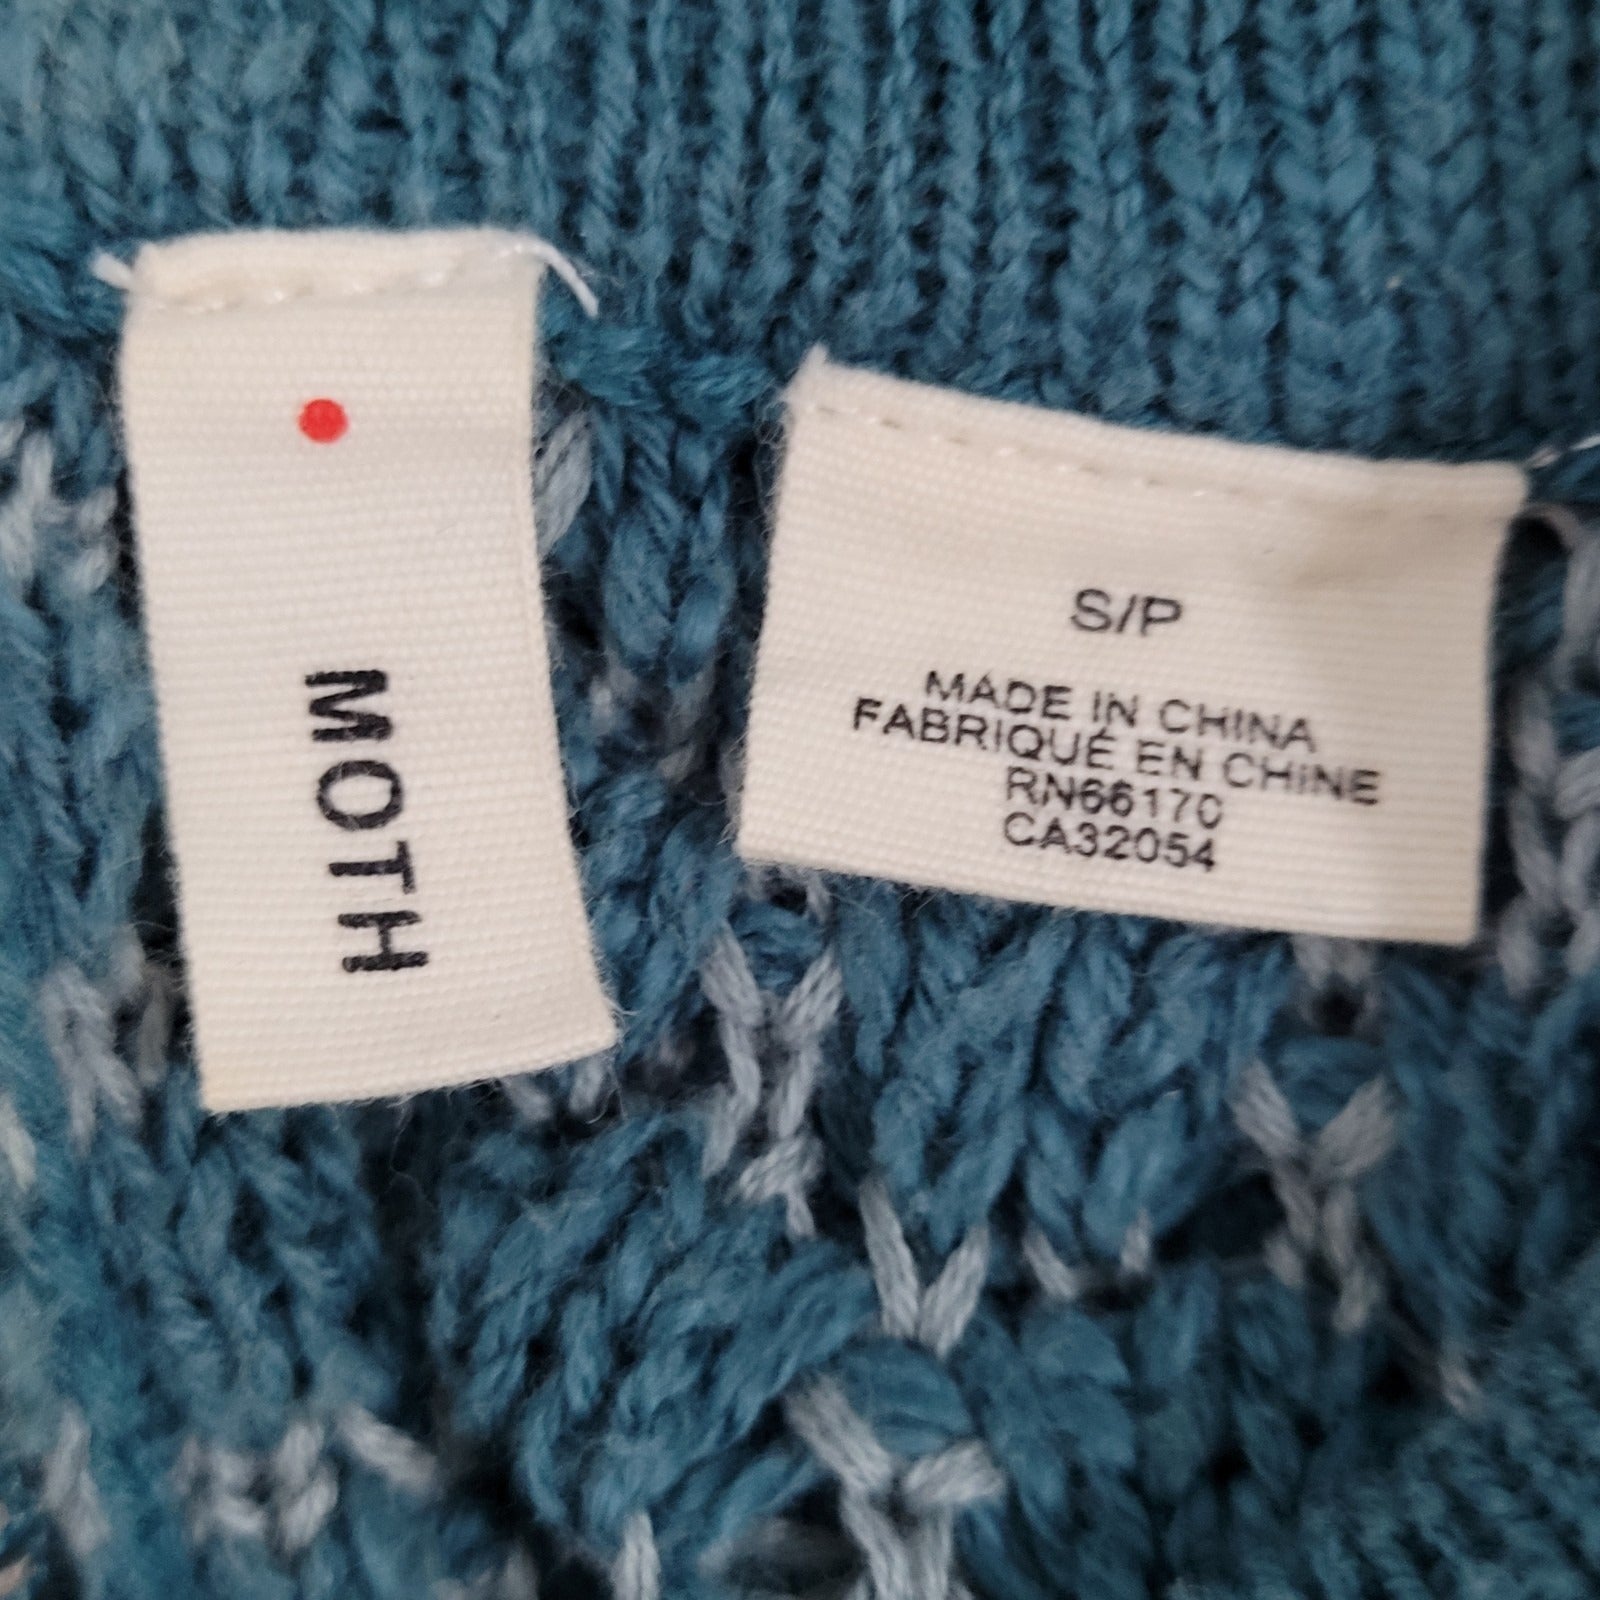 MOTH
S/P
MADE IN CHINA
FABRIQUÉ EN CHINE
RN66170
CA32054